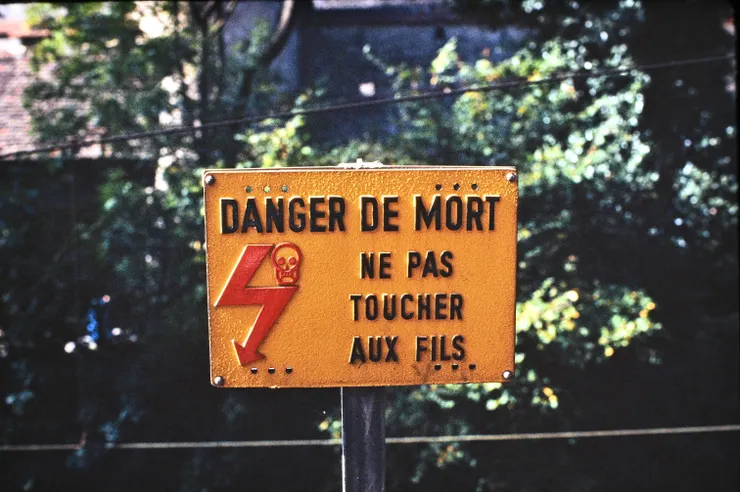 DANGER DE MORT
NE PAS
TOUCHER
AUX FILS